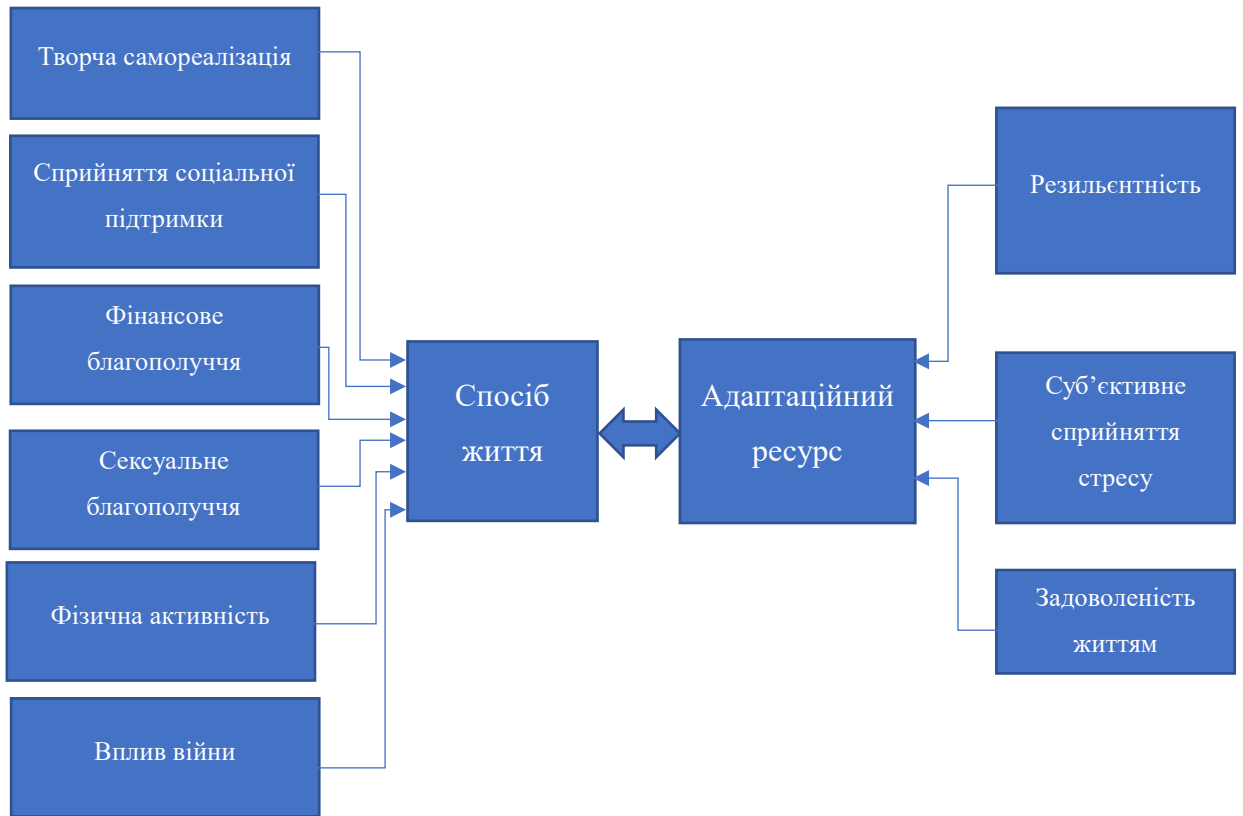 Творча самореалізація
Сприйняття соціальної
підтримки
Фінансове
благополуччя
Сексуальне
благополуччя
Фізична активність
Вплив війни
Спосіб
життя
Адаптаційний
ресурс
Резильєнтність
Суб’єктивне
сприйняття
стресу
Задоволеність
життям